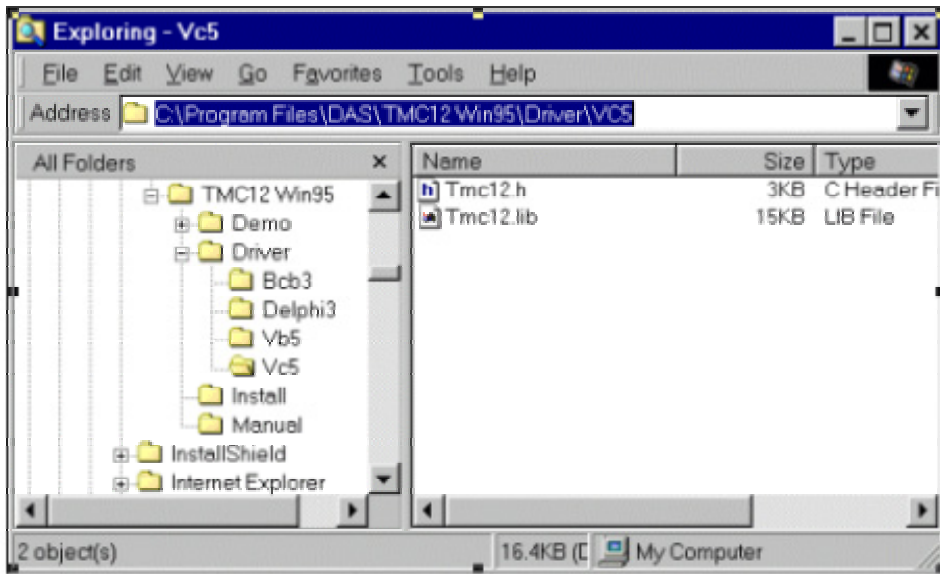 Exploring - Vc5
File Edit View Go Favorites Tools Help
Address C:\Program Files\DAS\TMC12 Win95\Driver\VC5
All Folders ×
TMC12 Win95
Demo
Driver
Bcb3
Delphi3
Vb5
Vc5
Install
Manual
InstallShield
Internet Explorer
Name Size Type
Tmc12.h 3KB C Header Fi
Tmc12.lib 15KB LIB File
2 object(s) 16.4KB (D My Computer